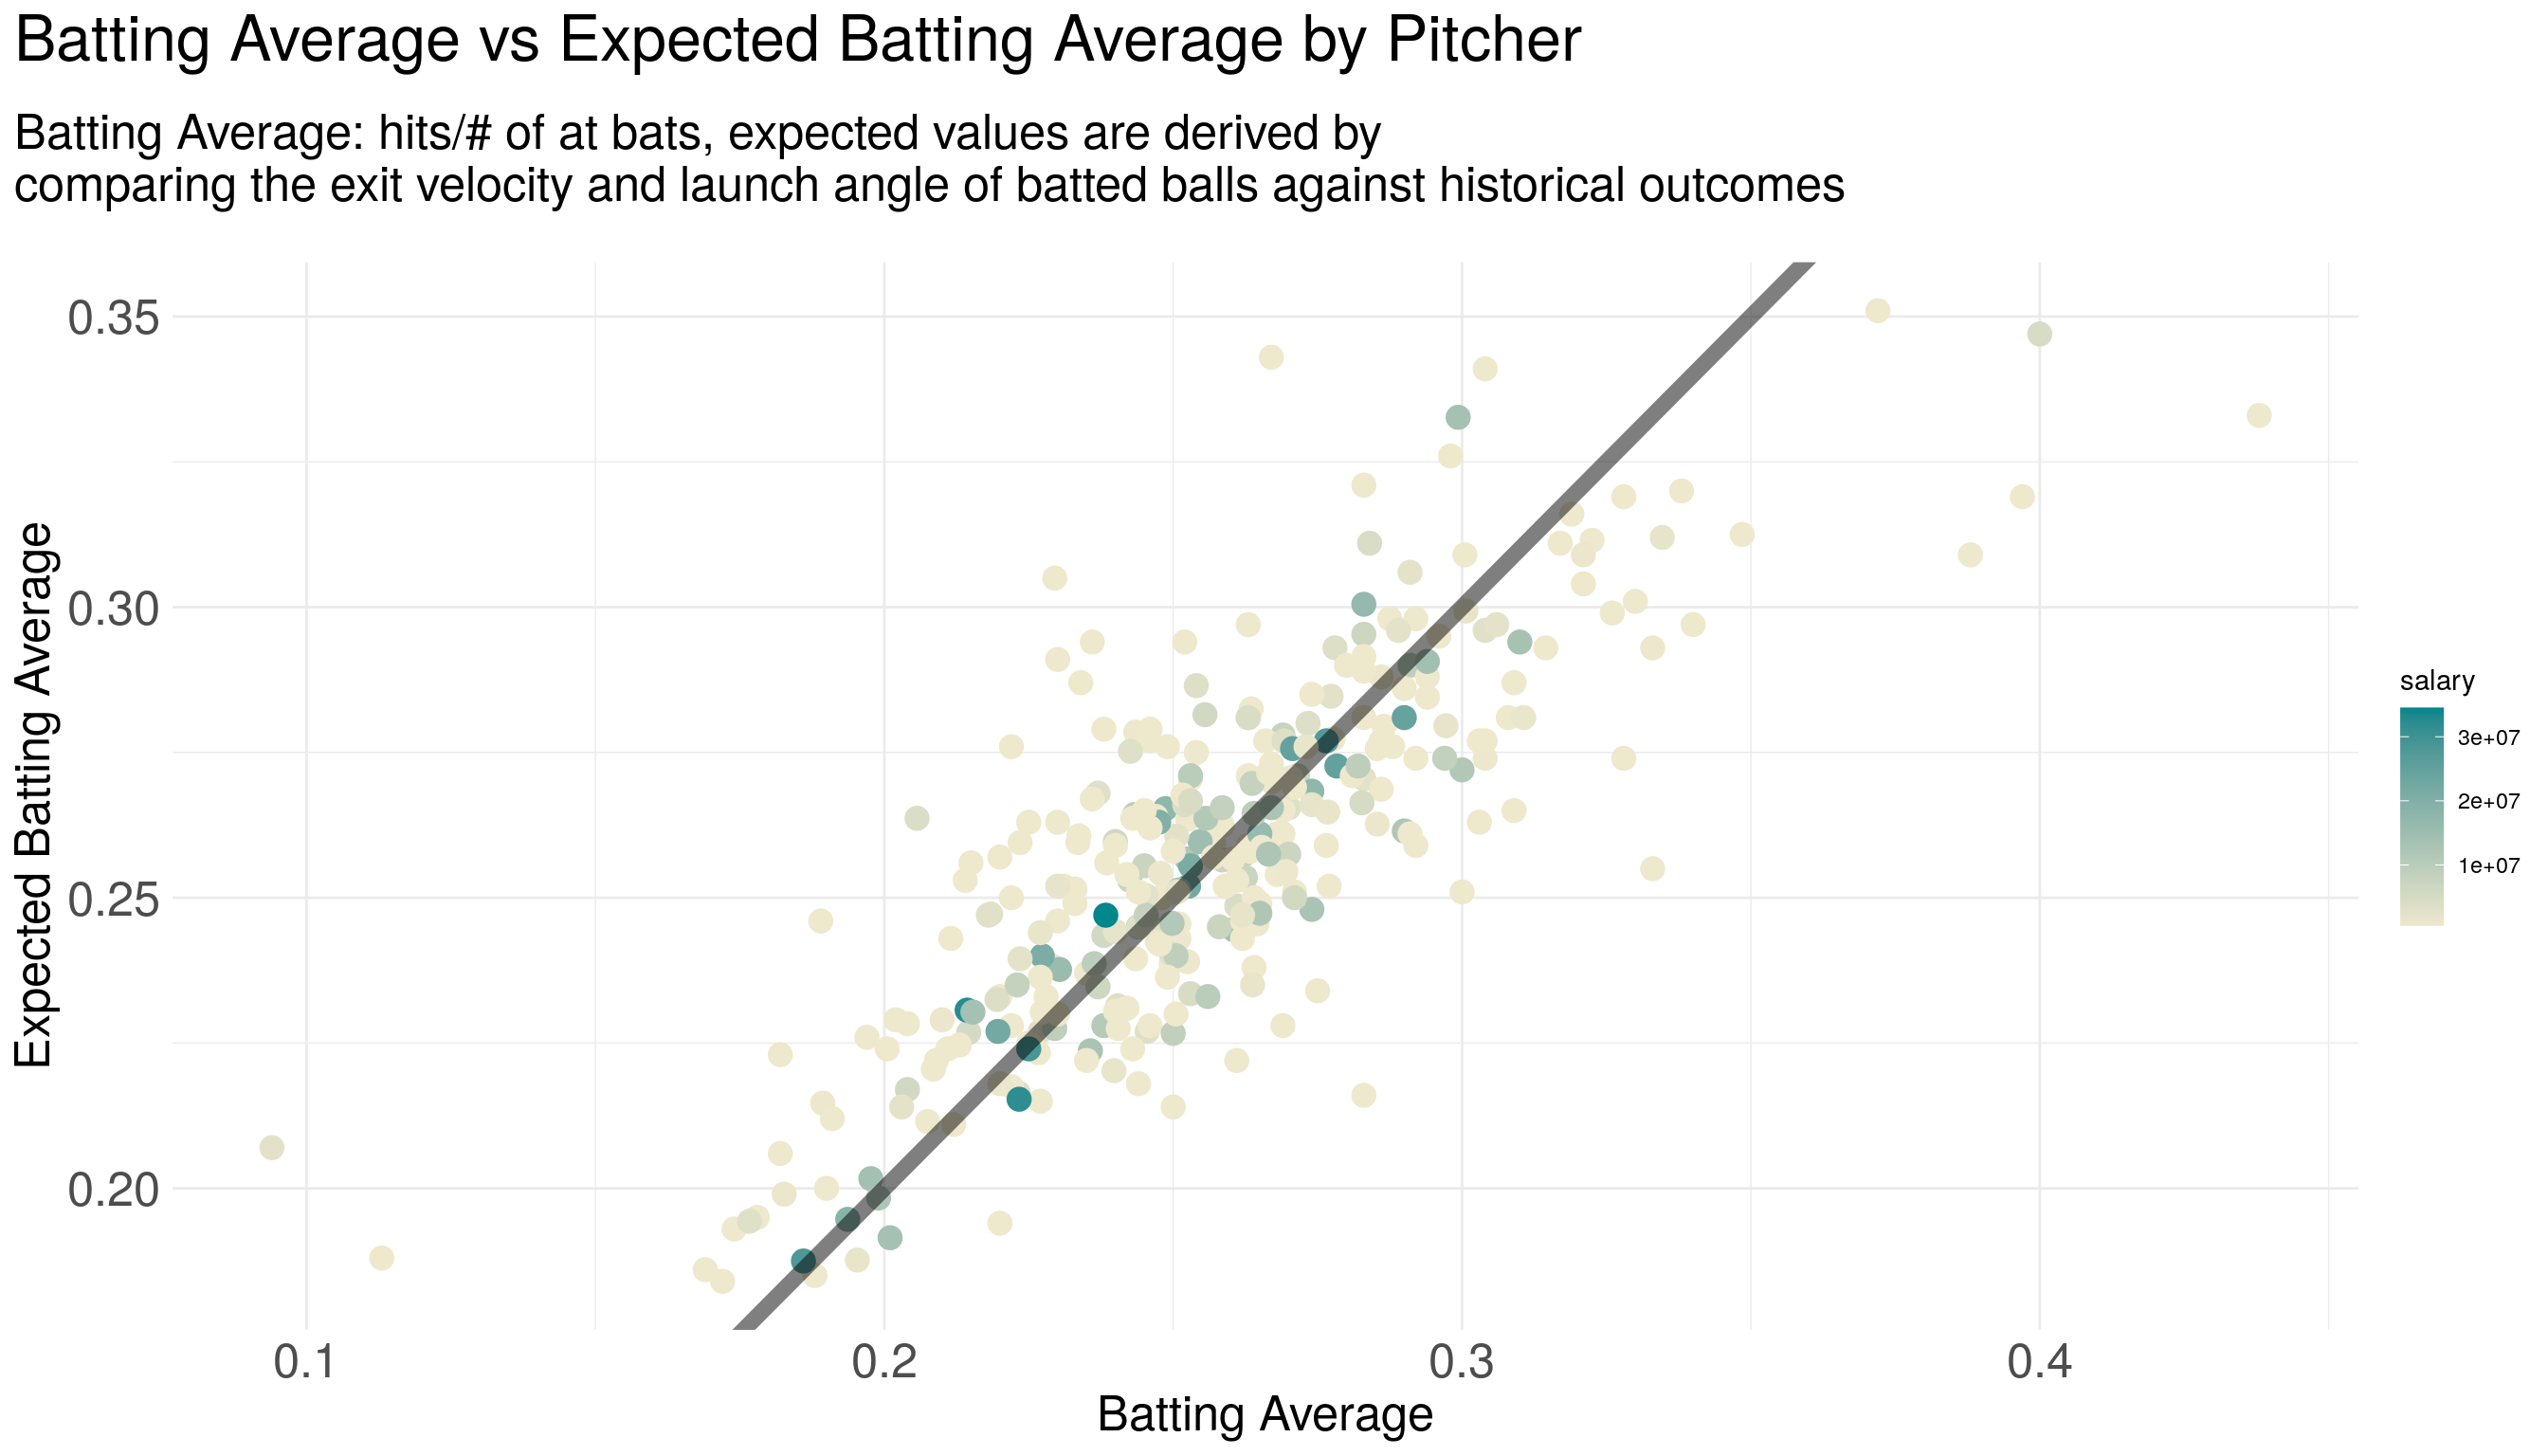 Batting Average vs Expected Batting Average by Pitcher
Batting Average: hits/# of at bats, expected values are derived by
comparing the exit velocity and launch angle of batted balls against historical outcomes
Expected Batting Average
0.35
0.30
0.25
0.20
0.1
0.2
0.3
0.4
Batting Average
salary
3e+07
2e+07
1e+07